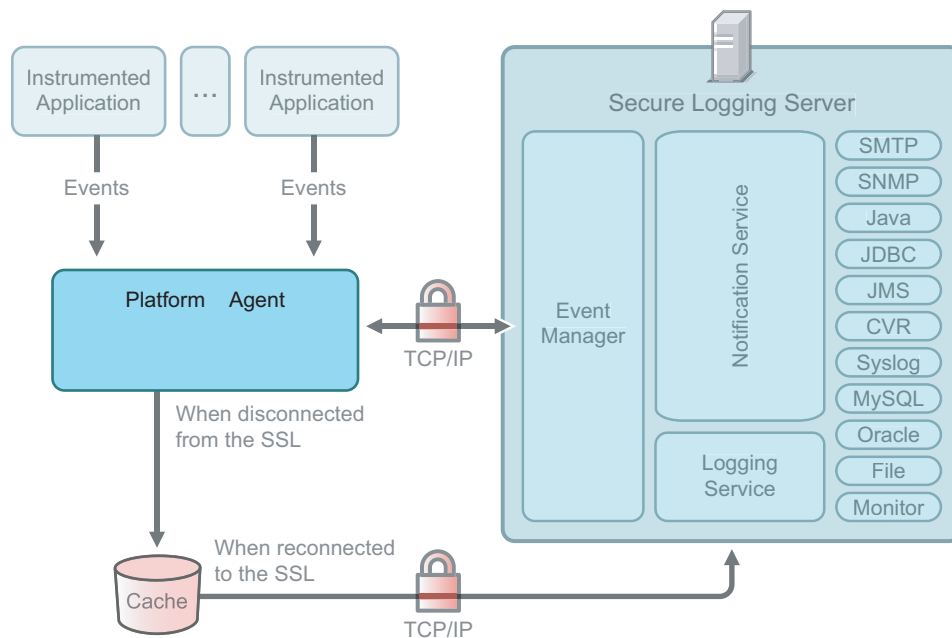 Instrumented
Application
...
Instrumented
Application
Events
Events
Platform Agent
TCP/IP
When disconnected
from the SSL
Cache
When reconnected
to the SSL
TCP/IP
Secure Logging Server
Event
Manager
Notification Service
Logging
Service
SMTP
SNMP
Java
JDBC
JMS
CVR
Syslog
MySQL
Oracle
File
Monitor